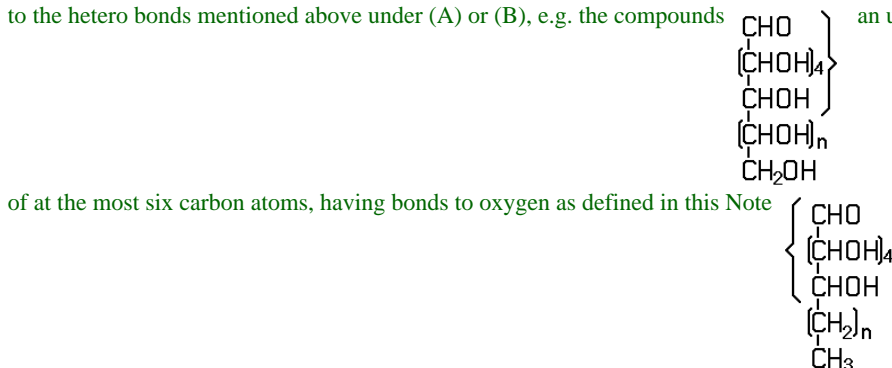 to the hetero bonds mentioned above under (A) or (B), e.g. the compounds
CHO
(CHOH)4
CHOH
(CHOH)n
CH2OH
an
of at the most six carbon atoms, having bonds to oxygen as defined in this Note
CHO
(CHOH)4
CHOH
(CH2)n
CH3